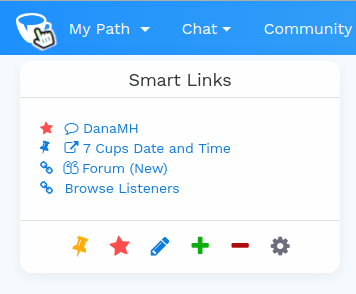 My Path Chat Community
Smart Links
DanaMH
7 Cups Date and Time
Forum (New)
Browse Listeners